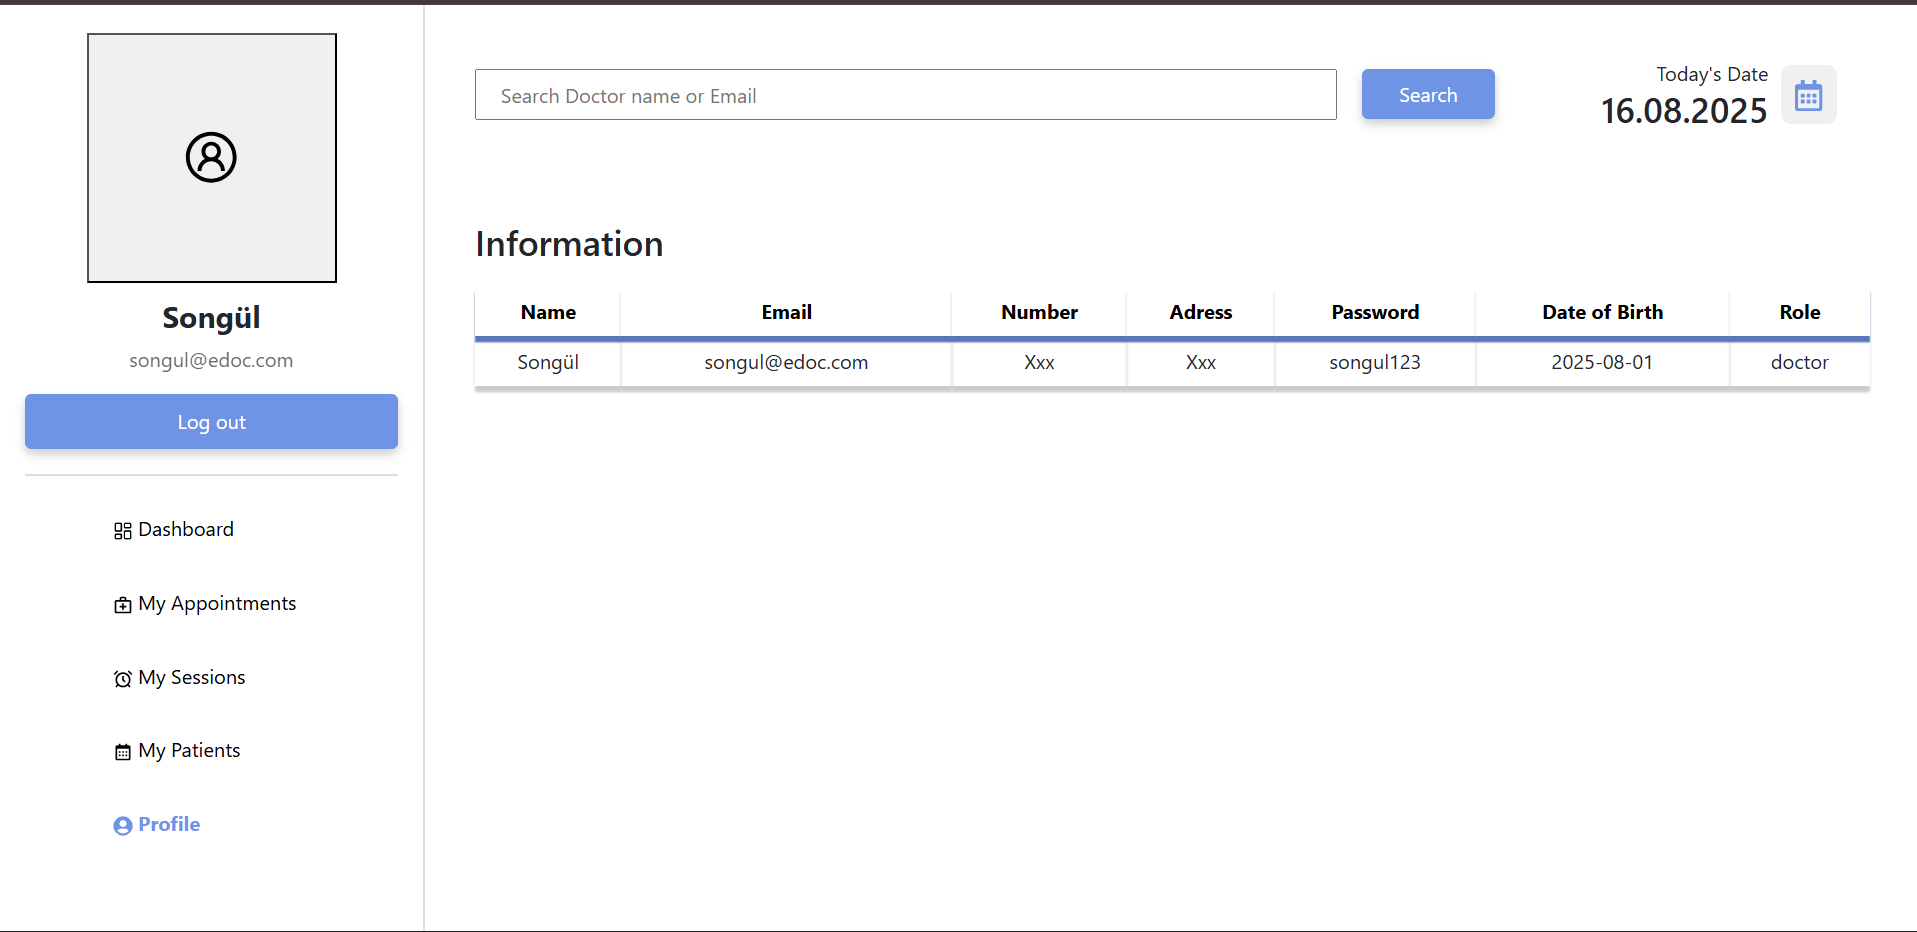 Songül
songul@edoc.com
Log out
Dashboard
My Appointments
My Sessions
My Patients
Profile
Search Doctor name or Email
Search
Today's Date
16.08.2025
Information
Name Email Number Adress Password Date of Birth Role
Songül songul@edoc.com Xxx Xxx songul123 2025-08-01 doctor